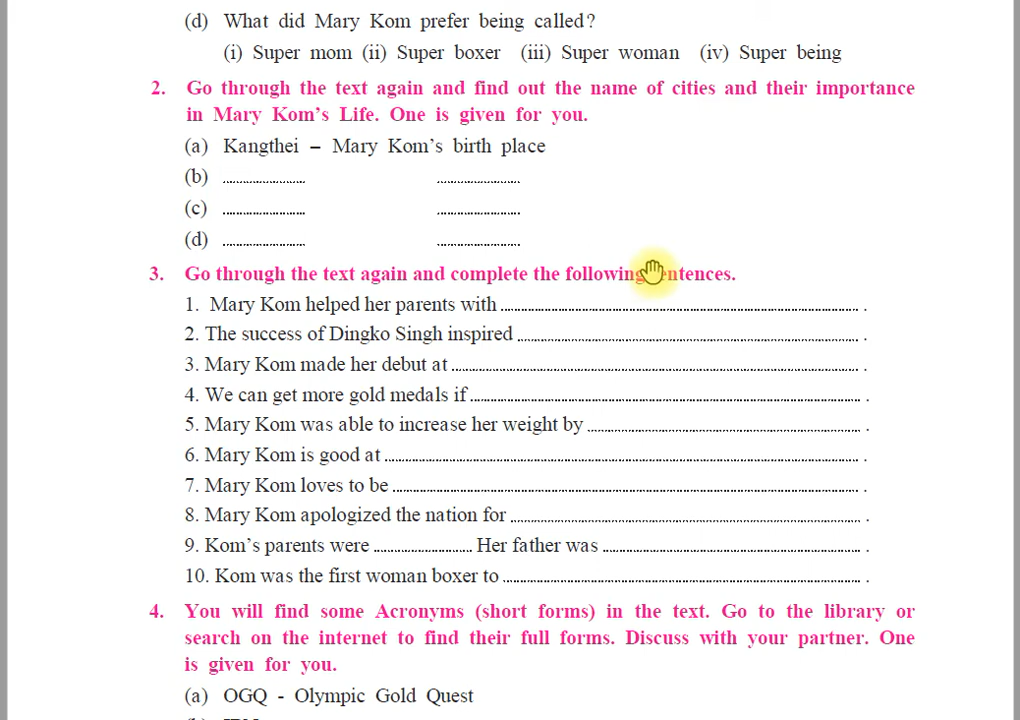 (d) What did Mary Kom prefer being called?
(i) Super mom (ii) Super boxer (iii) Super woman (iv) Super being
2. Go through the text again and find out the name of cities and their importance
in Mary Kom's Life. One is given for you.
(a) Kangthei – Mary Kom's birth place
(b) ........................ ........................
(c) ........................ ........................
(d) ........................ ........................
3. Go through the text again and complete the following sentences.
1. Mary Kom helped her parents with ........................ .
2. The success of Dingko Singh inspired ........................ .
3. Mary Kom made her debut at ........................ .
4. We can get more gold medals if ........................ .
5. Mary Kom was able to increase her weight by ........................ .
6. Mary Kom is good at ........................ .
7. Mary Kom loves to be ........................ .
8. Mary Kom apologized the nation for ........................ .
9. Kom's parents were ........................ Her father was ........................ .
10. Kom was the first woman boxer to ........................ .
4. You will find some Acronyms (short forms) in the text. Go to the library or
search on the internet to find their full forms. Discuss with your partner. One
is given for you.
(a) OGQ - Olympic Gold Quest